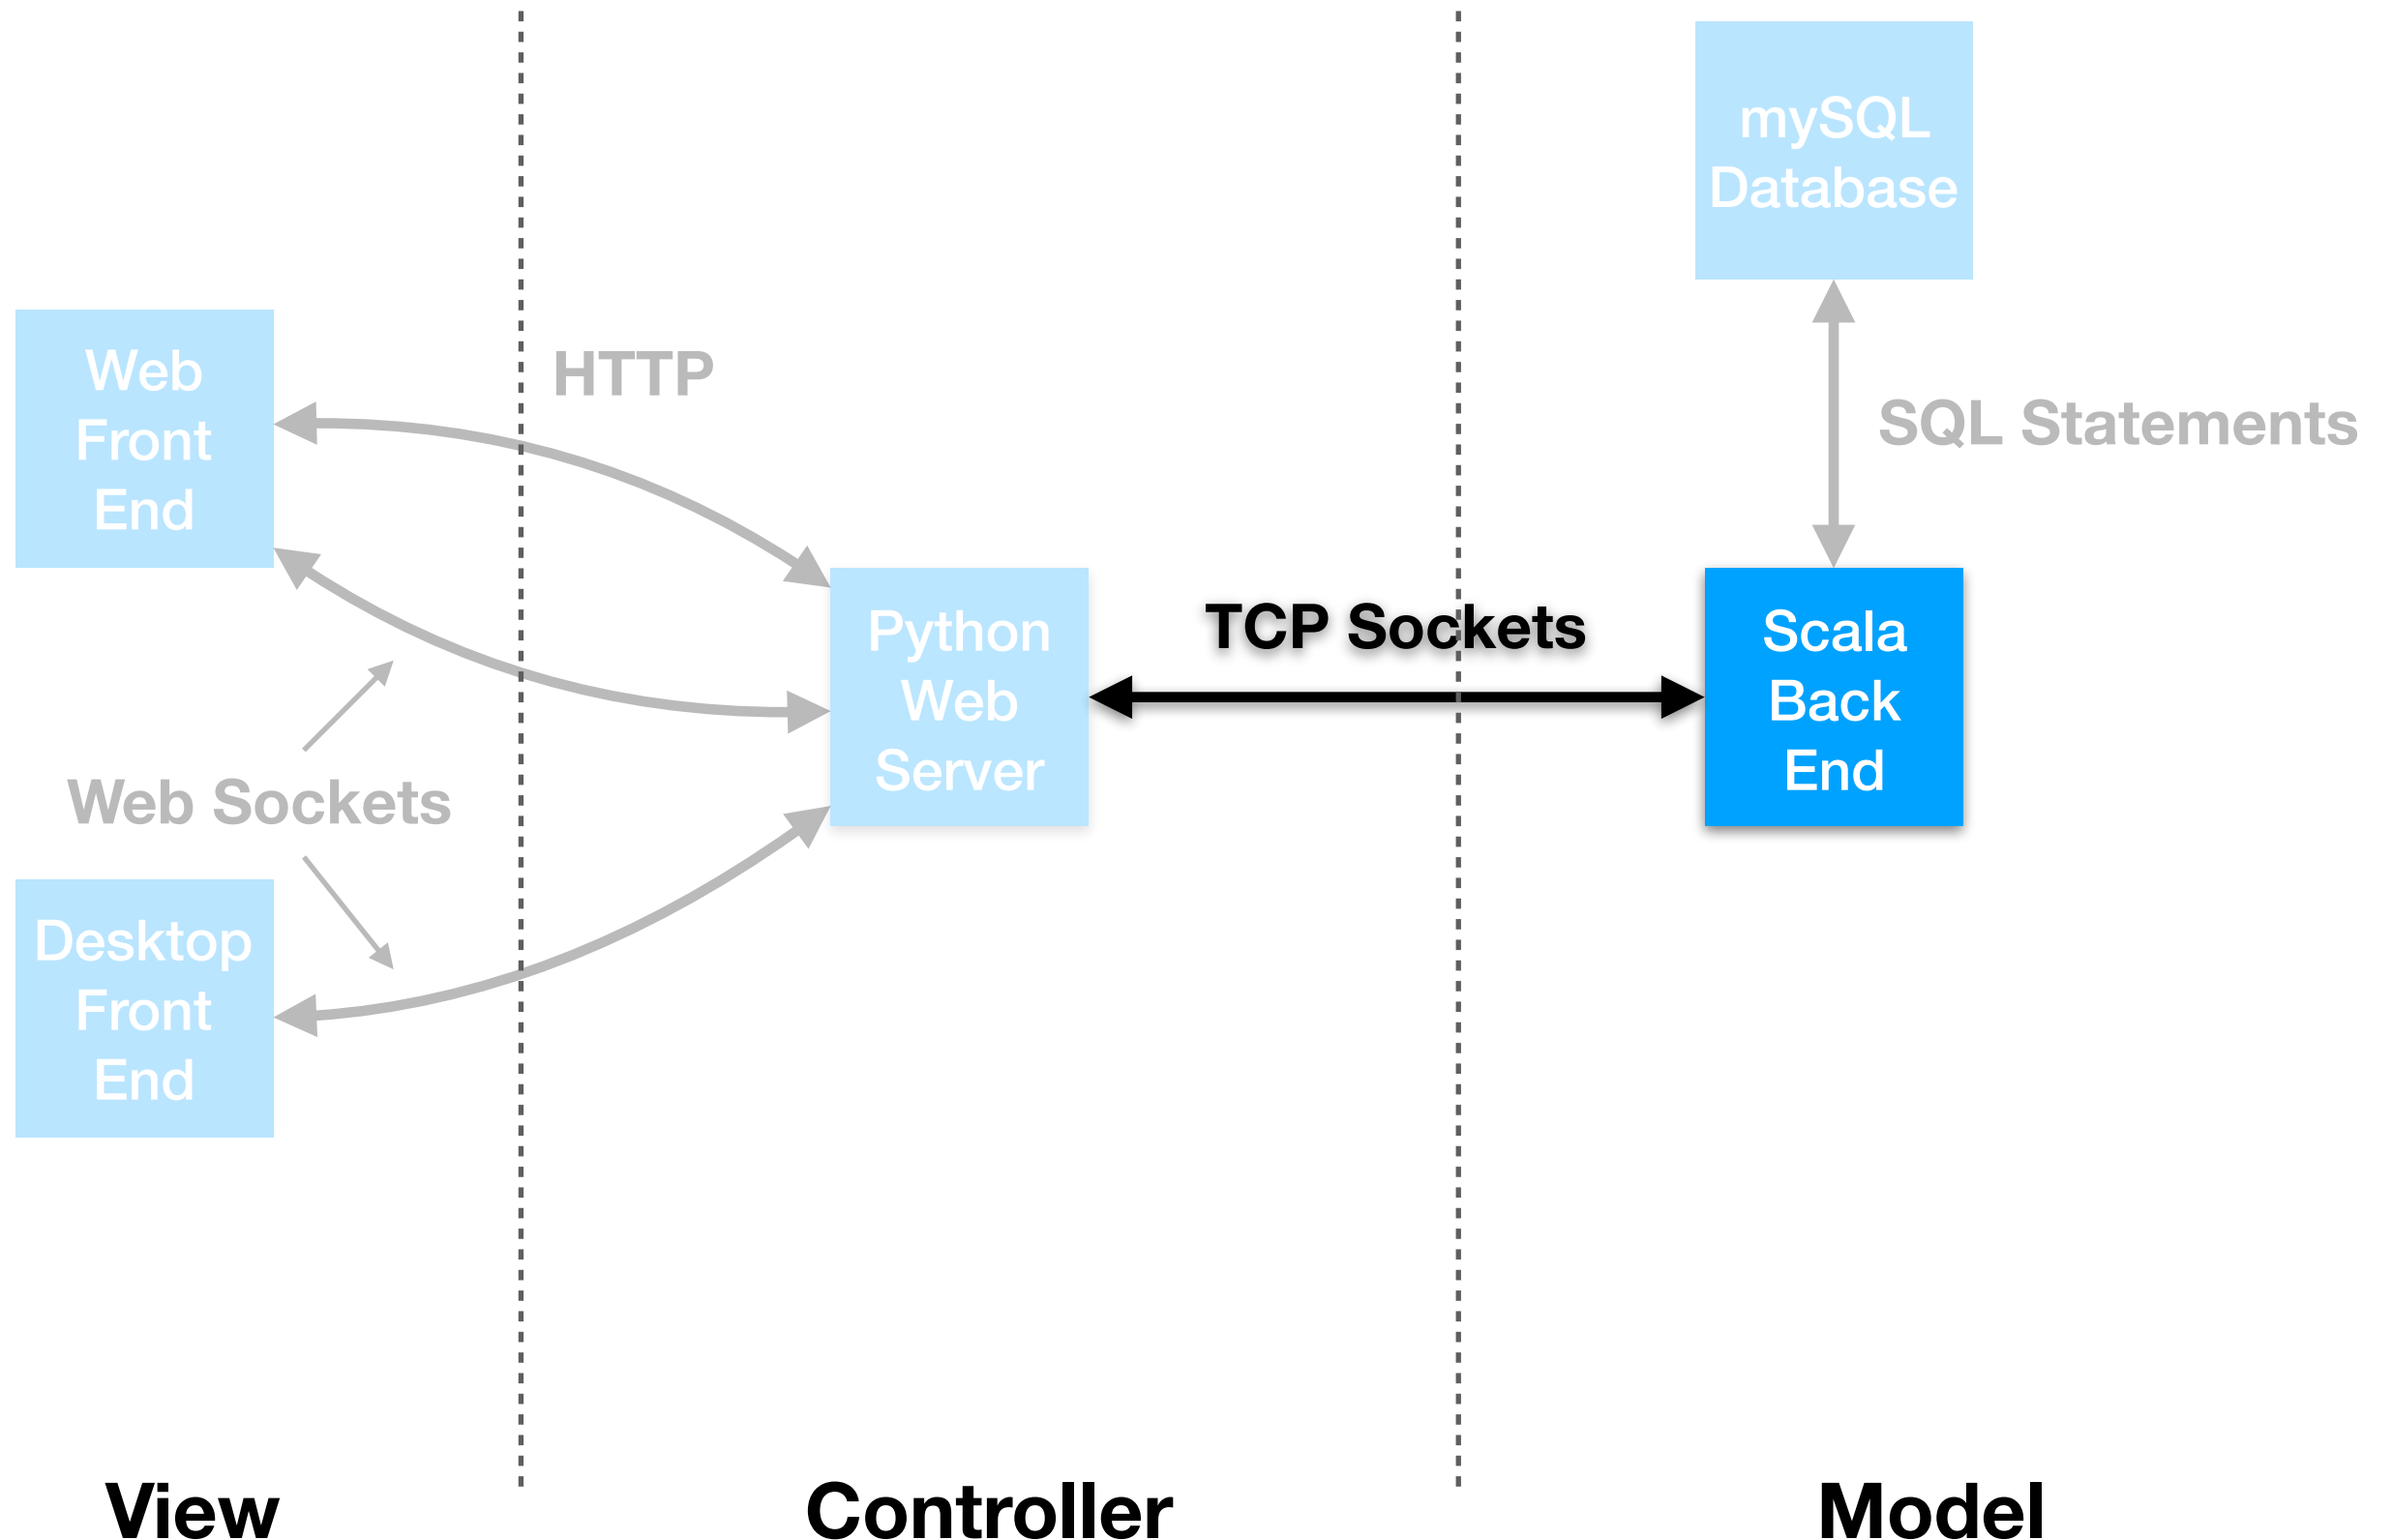 mySQL
Database
Web
Front
End
HTTP
SQL Statements
Python
Web
Server
TCP Sockets
Scala
Back
End
Web Sockets
Desktop
Front
End
View
Controller
Model